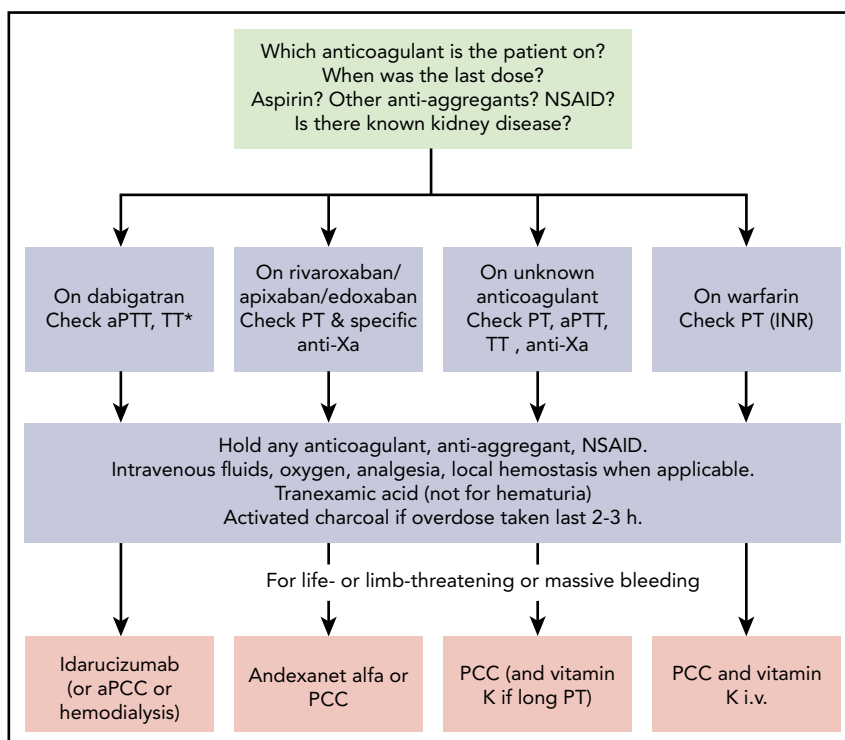 Which anticoagulant is the patient on?
When was the last dose?
Aspirin? Other anti-aggregants? NSAID?
Is there known kidney disease?
On dabigatran
Check aPTT, TT*
On rivaroxaban/
apixaban/edoxaban
Check PT & specific
anti-Xa
On unknown
anticoagulant
Check PT, aPTT,
TT , anti-Xa
On warfarin
Check PT (INR)
Hold any anticoagulant, anti-aggregant, NSAID.
Intravenous fluids, oxygen, analgesia, local hemostasis when applicable.
Tranexamic acid (not for hematuria)
Activated charcoal if overdose taken last 2-3 h.
For life- or limb-threatening or massive bleeding
Idarucizumab
(or aPCC or
hemodialysis)
Andexanet alfa or
PCC
PCC (and vitamin
K if long PT)
PCC and vitamin
K i.v.